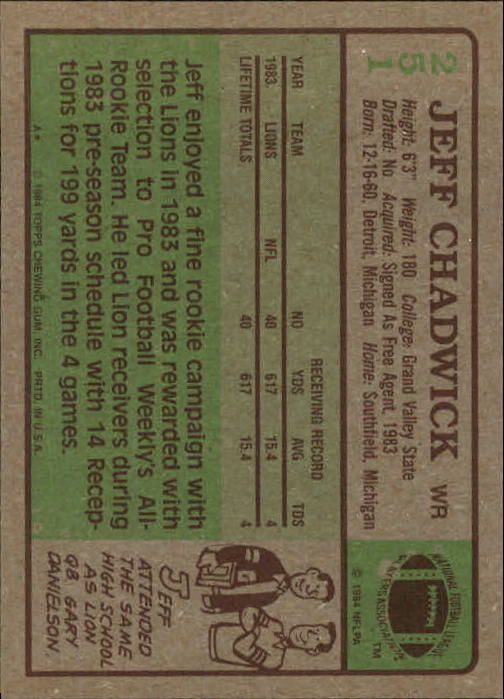 251
JEFF CHADWICK WR
Height: 6'3" Weight: 180 College: Grand Valley State
Drafted: No Acquired: Signed As Free Agent, 1983
Born: 12-16-60, Detroit, Michigan Home: Southfield, Michigan
NATIONAL FOOTBALL LEAGUE
PLAYERS ASSOCIATION
NFLPA
TM
© 1984 NFLPA
RECEIVING RECORD
YEAR TEAM NO YDS AVG TDS
1983 LIONS NFL 40 617 15.4 4
LIFETIME TOTALS 40 617 15.4 4
Jeff enjoyed a fine rookie campaign with
the Lions in 1983 and was rewarded with
selection to Pro Football Weekly's All-
Rookie Team. He led Lion receivers during
1983 pre-season schedule with 14 Recep-
tions for 199 yards in the 4 games.
JEFF
ATTENDED
THE SAME
HIGH SCHOOL
AS LION
QB GARY
DANIELSON.
A* © 1984 TOPPS CHEWING GUM, INC. PRTD. IN U.S.A.